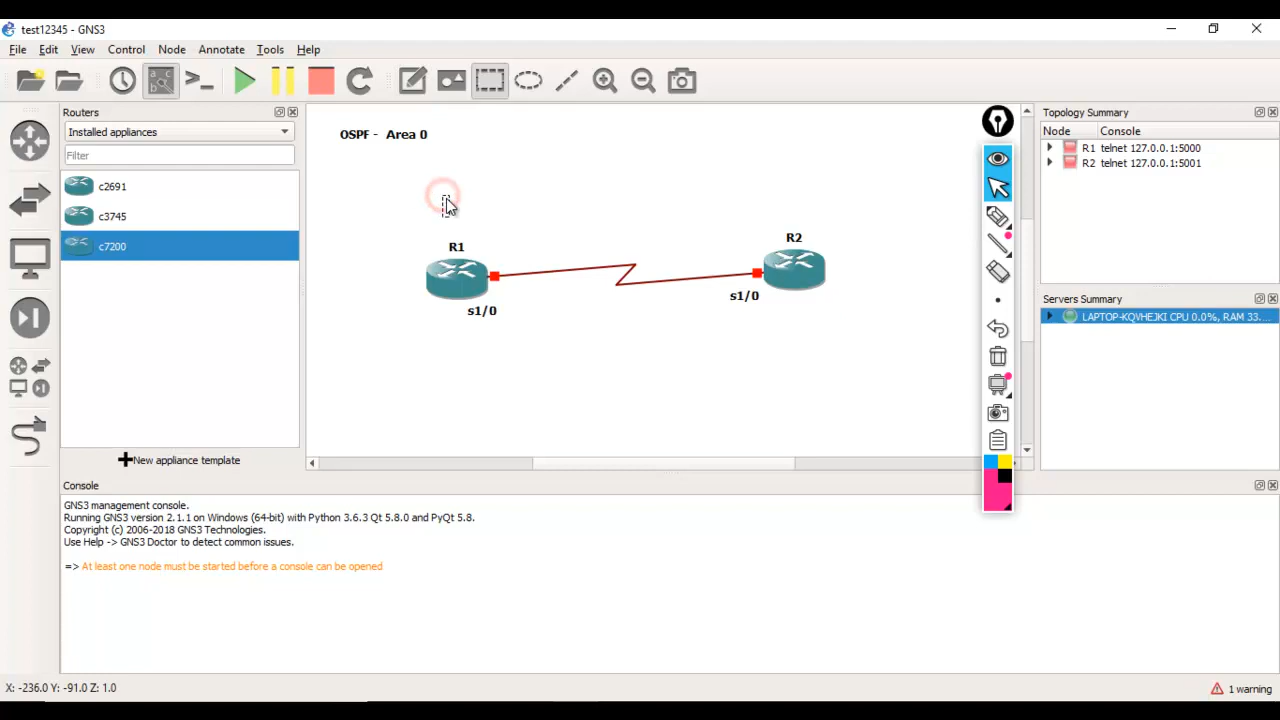 test12345 - GNS3
File Edit View Control Node Annotate Tools Help
Routers
Installed appliances
Filter
c2691
c3745
c7200
New appliance template
OSPF - Area 0
R1
s1/0
R2
s1/0
Topology Summary
Node Console
R1 telnet 127.0.0.1:5000
R2 telnet 127.0.0.1:5001
Servers Summary
LAPTOP-KQVHEJKI CPU 0.0%, RAM 33....
Console
GNS3 management console.
Running GNS3 version 2.1.1 on Windows (64-bit) with Python 3.6.3 Qt 5.8.0 and PyQt 5.8.
Copyright (c) 2006-2018 GNS3 Technologies.
Use Help -> GNS3 Doctor to detect common issues.
=> At least one node must be started before a console can be opened
X: -236.0 Y: -91.0 Z: 1.0
1 warning